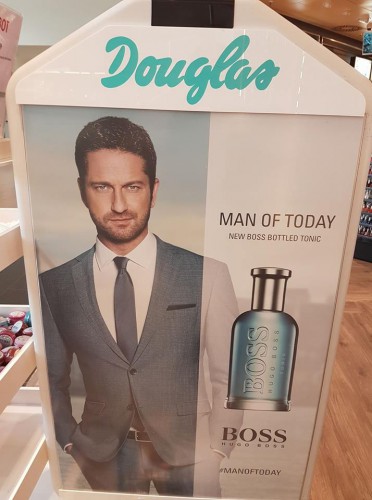 Douglas
MAN OF TODAY
NEW BOSS BOTTLED TONIC
BOSS
HUGO BOSS
BOSS
HUGO BOSS
#MANOFTODAY